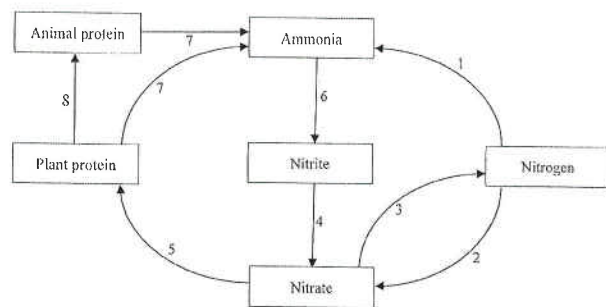 Animal protein
7
Ammonia
8
7
6
1
Plant protein
Nitrite
Nitrogen
5
4
3
2
Nitrate